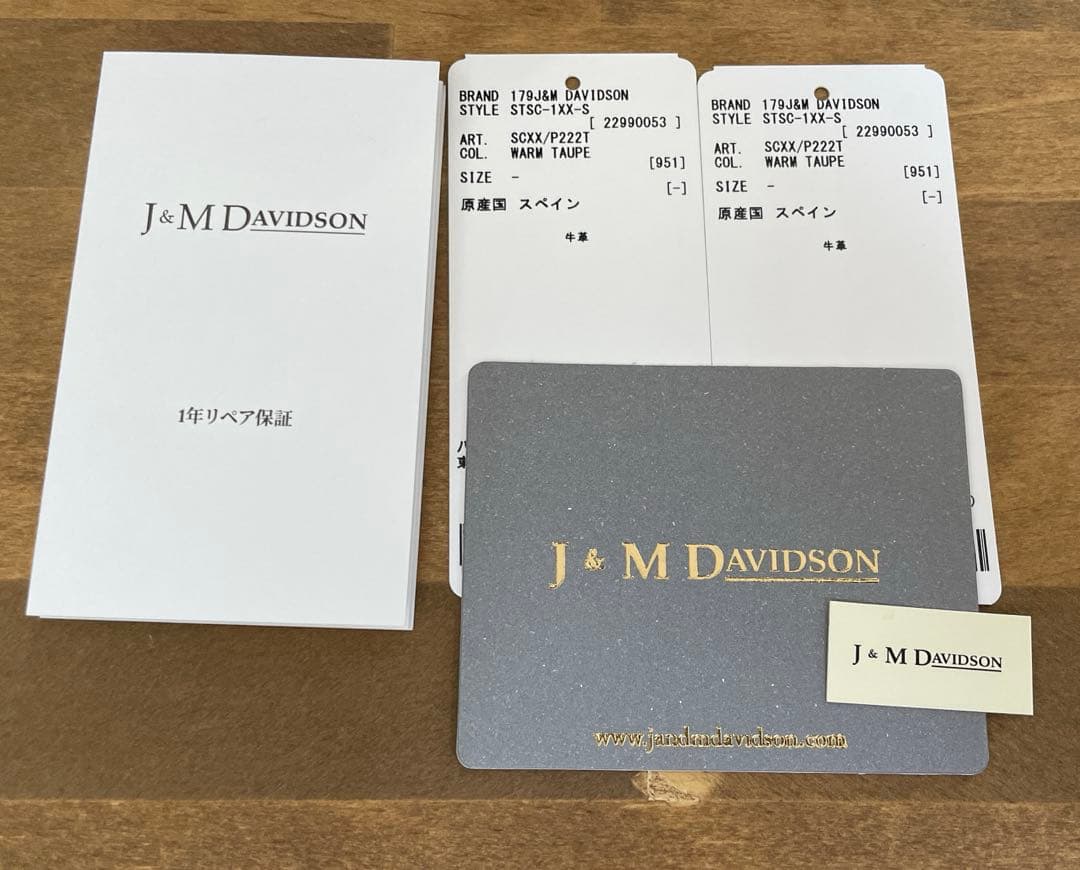 J & M DAVIDSON
1年リペア保証
BRAND 179J&M DAVIDSON
STYLE STSC-1XX-S
[ 22990053 ]
ART. SCXX/P222T
COL. WARM TAUPE
[951]
SIZE -
[-]
原産国 スペイン
牛革
BRAND 179J&M DAVIDSON
STYLE STSC-1XX-S
[ 22990053 ]
ART. SCXX/P222T
COL. WARM TAUPE
[951]
SIZE -
[-]
原産国 スペイン
牛革
J & M DAVIDSON
www.jandmdavidson.com
J & M DAVIDSON